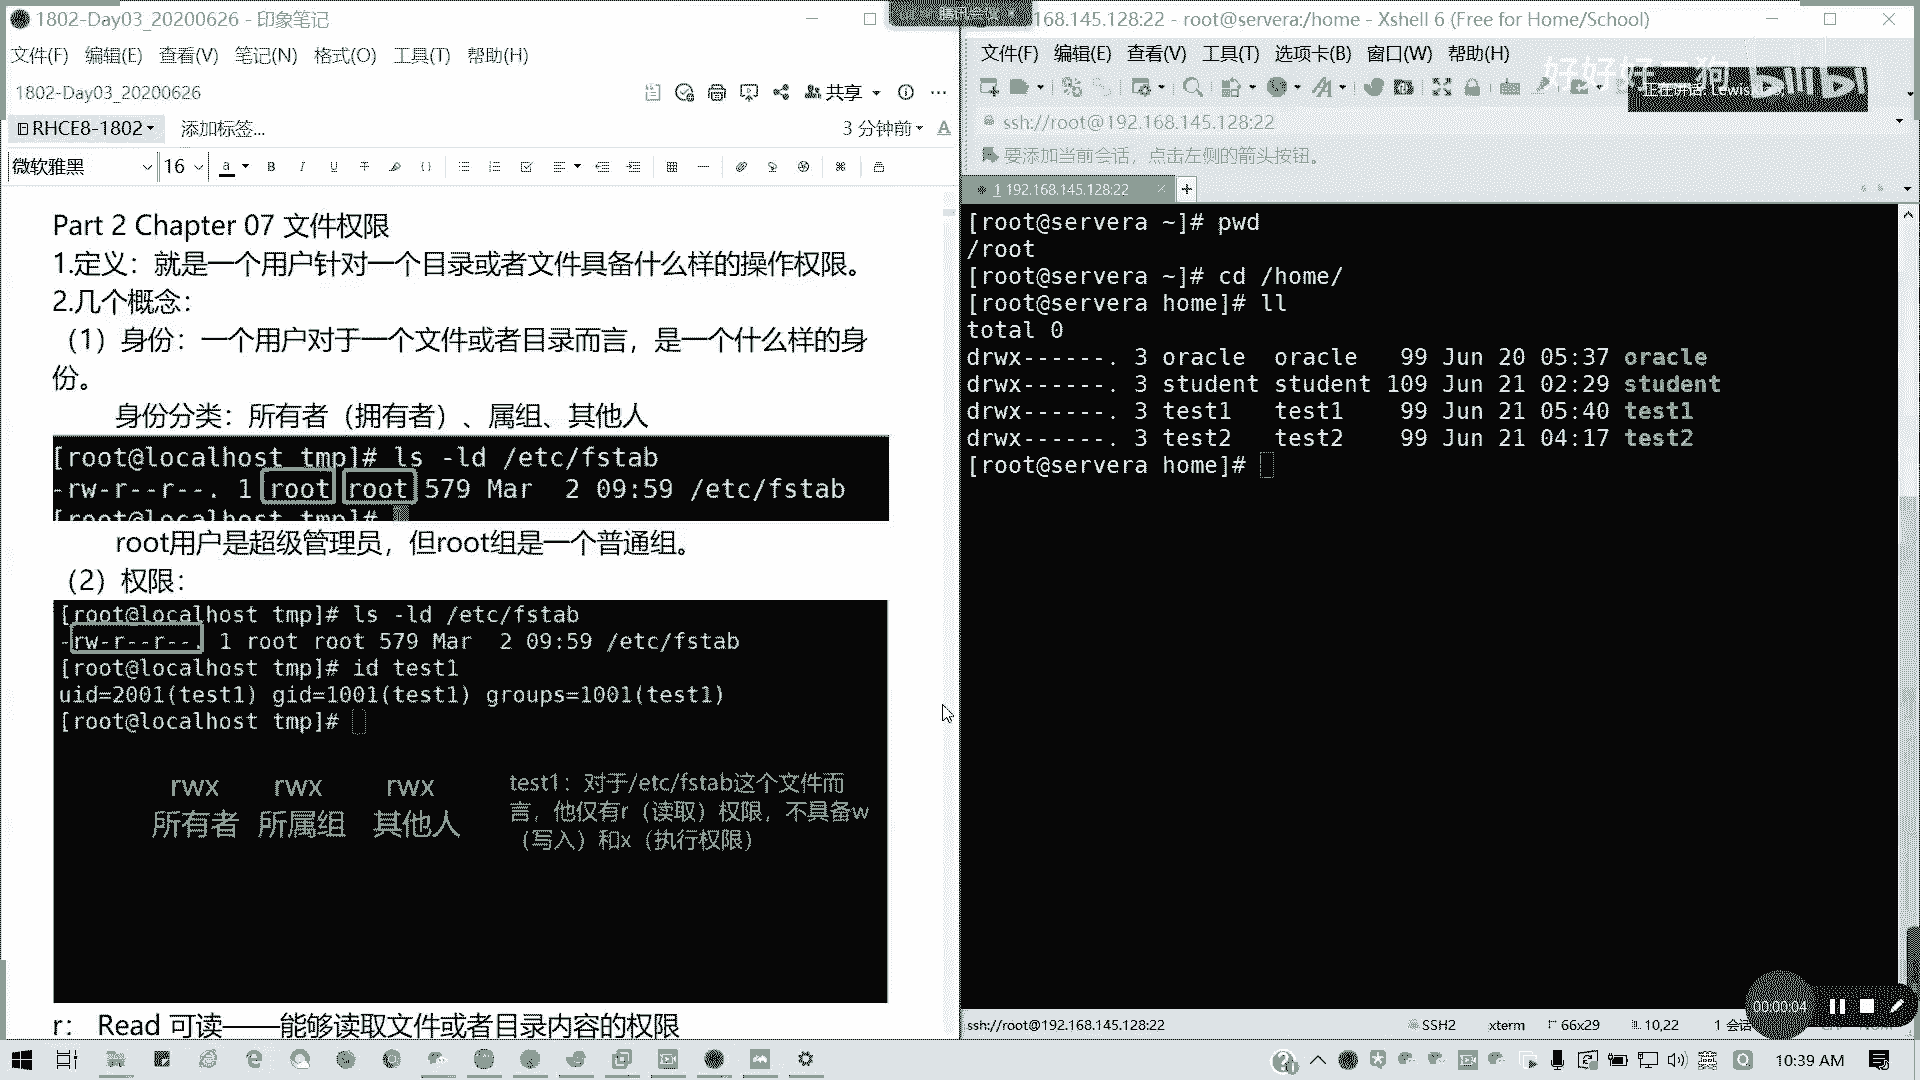 1802-Day03_20200626 - 印象笔记
文件(F) 编辑(E) 查看(V) 笔记(N) 格式(O) 工具(T) 帮助(H)
1802-Day03_20200626
共享
RHCE8-1802
添加标签...
3 分钟前
微软雅黑 16
Part 2 Chapter 07 文件权限
1.定义：就是一个用户针对一个目录或者文件具备什么样的操作权限。
2.几个概念：
（1）身份：一个用户对于一个文件或者目录而言，是一个什么样的身
份。
身份分类：所有者（拥有者）、属组、其他人
[root@localhost tmp]# ls -ld /etc/fstab
-rw-r--r--. 1 root root 579 Mar  2 09:59 /etc/fstab
[root@localhost tmp]#
root用户是超级管理员，但root组是一个普通组。
（2）权限：
[root@localhost tmp]# ls -ld /etc/fstab
-rw-r--r--. 1 root root 579 Mar  2 09:59 /etc/fstab
[root@localhost tmp]# id test1
uid=2001(test1) gid=1001(test1) groups=1001(test1)
[root@localhost tmp]#
rwx rwx rwx
所有者 所属组 其他人
test1：对于/etc/fstab这个文件而
言，他仅有r（读取）权限，不具备w
（写入）和x（执行权限）
r： Read 可读——能够读取文件或者目录内容的权限
168.145.128:22 - root@servera:/home - Xshell 6 (Free for Home/School)
文件(F) 编辑(E) 查看(V) 工具(T) 选项卡(B) 窗口(W) 帮助(H)
好好好二狗
bilibili
正在讲话: Lewis
ssh://root@192.168.145.128:22
要添加当前会话，点击左侧的箭头按钮。
1 192.168.145.128:22
[root@servera ~]# pwd
/root
[root@servera ~]# cd /home/
[root@servera home]# ll
total 0
drwx------. 3 oracle  oracle   99 Jun 20 05:37 oracle
drwx------. 3 student student 109 Jun 21 02:29 student
drwx------. 3 test1   test1    99 Jun 21 05:40 test1
drwx------. 3 test2   test2    99 Jun 21 04:17 test2
[root@servera home]#
00:00:04
ssh://root@192.168.145.128:22
SSH2
xterm
66x29
10,22
1 会话
10:39 AM